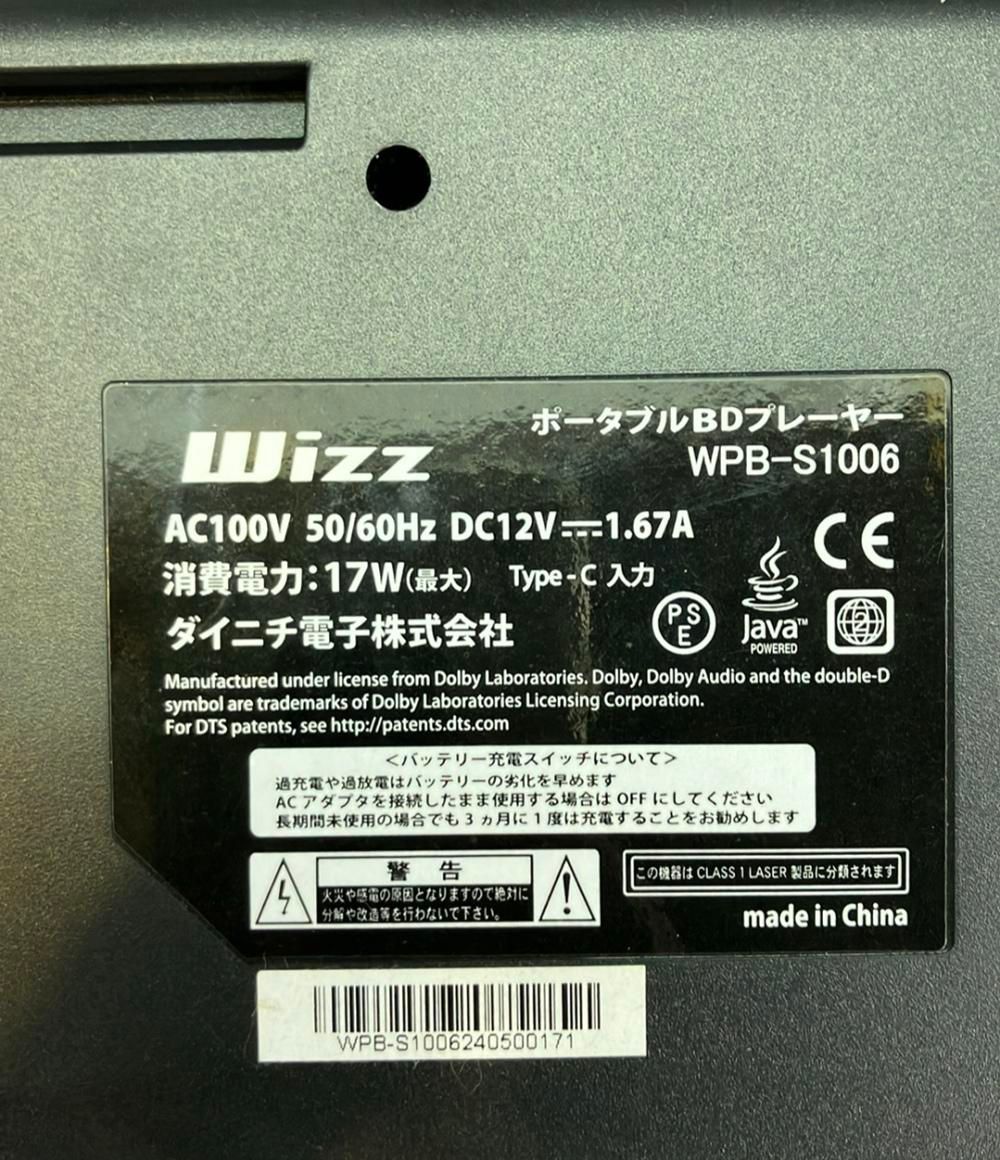 Wizz
ポータブルBDプレーヤー
WPB-S1006
AC100V 50/60Hz DC12V⎓1.67A
消費電力：17W(最大) Type-C 入力
ダイニチ電子株式会社
PS
E
Java™
POWERED
CE
2
Manufactured under license from Dolby Laboratories. Dolby, Dolby Audio and the double-D
symbol are trademarks of Dolby Laboratories Licensing Corporation.
For DTS patents, see http://patents.dts.com
＜バッテリー充電スイッチについて＞
過充電や過放電はバッテリーの劣化を早めます
AC アダプタを接続したまま使用する場合は OFF にしてください
長期間未使用の場合でも 3 ヵ月に 1 度は充電することをお勧めします
警 告
火災や感電の原因となりますので絶対に
分解や改造等を行わないで下さい。
この機器は CLASS 1 LASER 製品に分類されます
made in China
WPB-S1006240500171